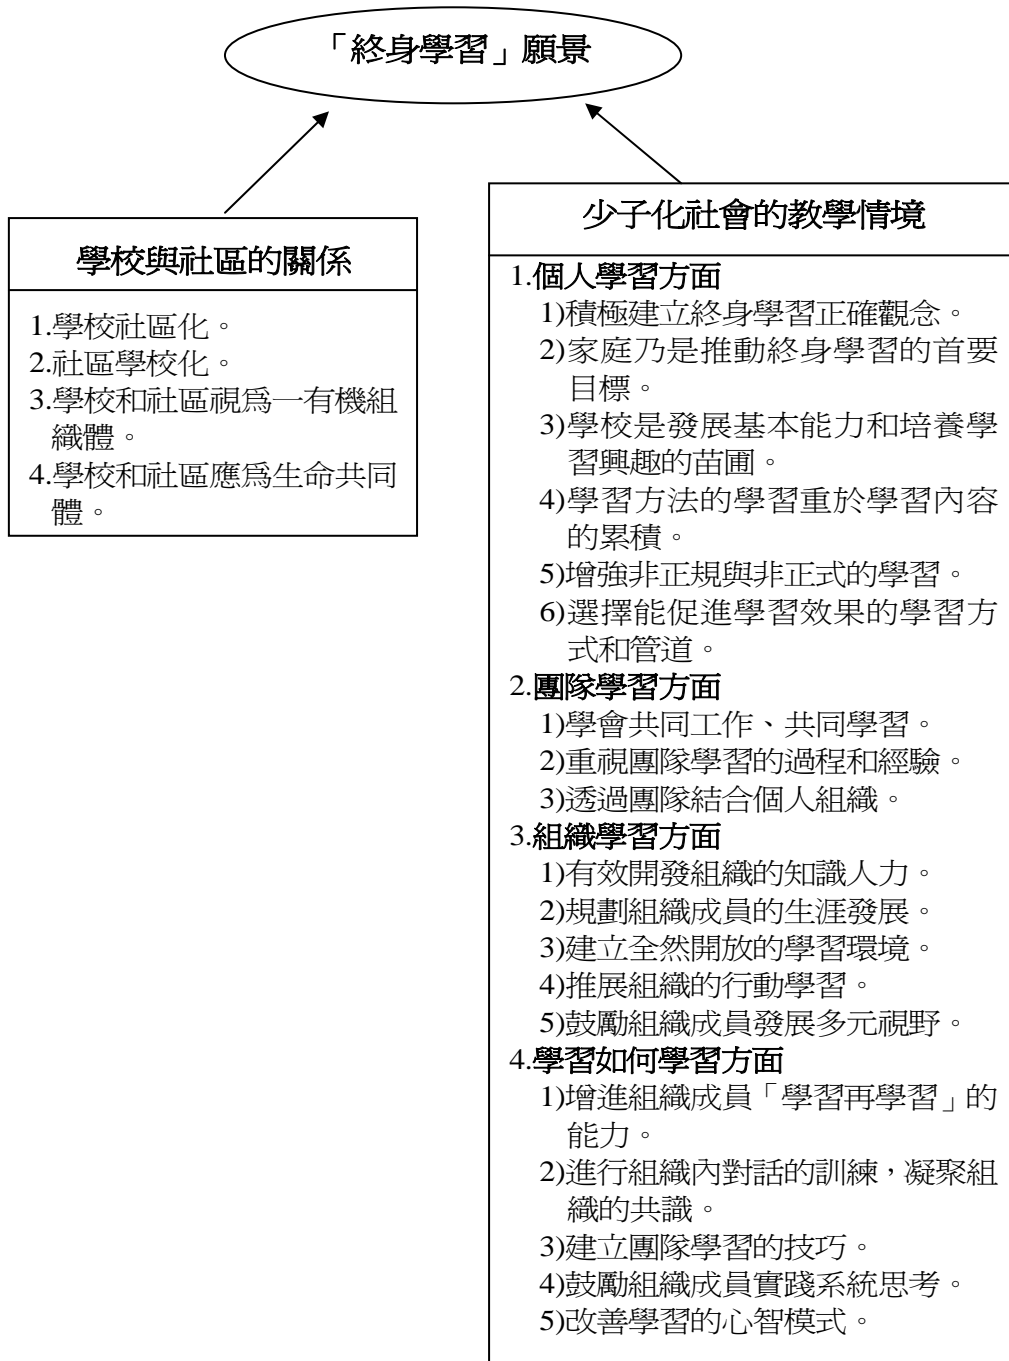 「終身學習」願景
學校與社區的關係
1.學校社區化。
2.社區學校化。
3.學校和社區視為一有機組
織體。
4.學校和社區應為生命共同
體。
少子化社會的教學情境
1.個人學習方面
1)積極建立終身學習正確觀念。
2)家庭乃是推動終身學習的首要
目標。
3)學校是發展基本能力和培養學
習興趣的苗圃。
4)學習方法的學習重於學習內容
的累積。
5)增強非正規與非正式的學習。
6)選擇能促進學習效果的學習方
式和管道。
2.團隊學習方面
1)學會共同工作、共同學習。
2)重視團隊學習的過程和經驗。
3)透過團隊結合個人組織。
3.組織學習方面
1)有效開發組織的知識人力。
2)規劃組織成員的生涯發展。
3)建立全然開放的學習環境。
4)推展組織的行動學習。
5)鼓勵組織成員發展多元視野。
4.學習如何學習方面
1)增進組織成員「學習再學習」的
能力。
2)進行組織內對話的訓練，凝聚組
織的共識。
3)建立團隊學習的技巧。
4)鼓勵組織成員實踐系統思考。
5)改善學習的心智模式。